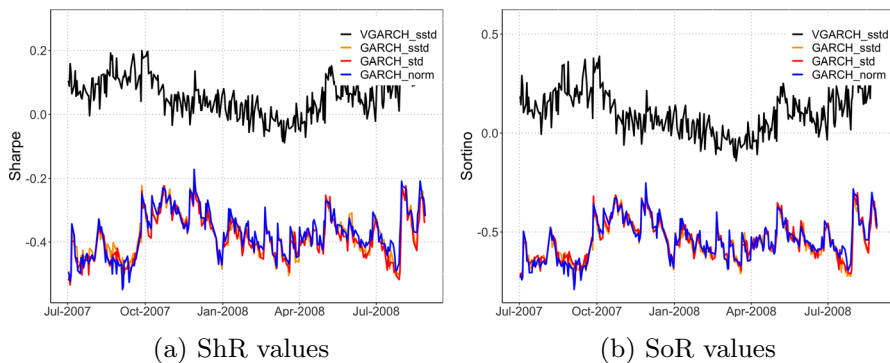 VGARCH_sstd
GARCH_sstd
GARCH_std
GARCH_norm
0.2
0.0
-0.2
-0.4
Sharpe
Jul-2007
Oct-2007
Jan-2008
Apr-2008
Jul-2008
(a) ShR values
VGARCH_sstd
GARCH_sstd
GARCH_std
GARCH_norm
0.5
0.0
-0.5
Sortino
Jul-2007
Oct-2007
Jan-2008
Apr-2008
Jul-2008
(b) SoR values